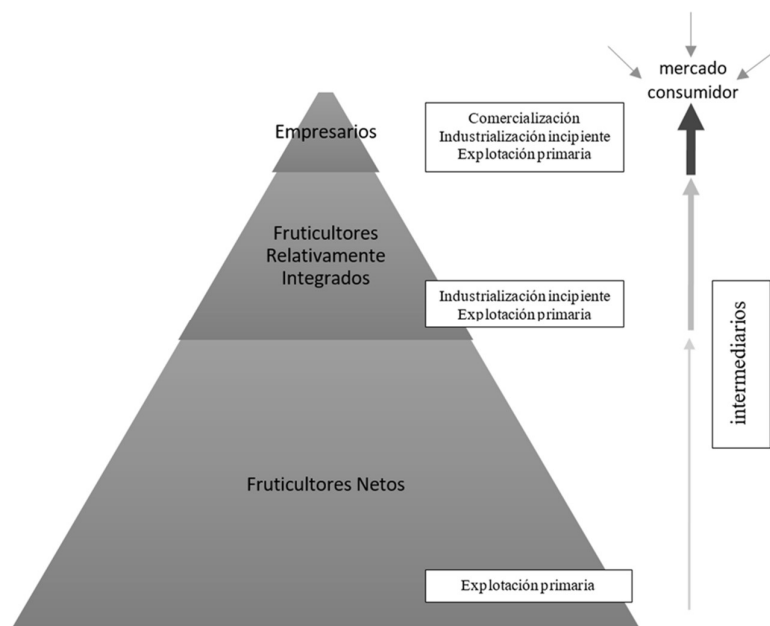 mercado
consumidor
Empresarios
Comercialización
Industrialización incipiente
Explotación primaria
Fruticultores
Relativamente
Integrados
Industrialización incipiente
Explotación primaria
intermediarios
Fruticultores Netos
Explotación primaria